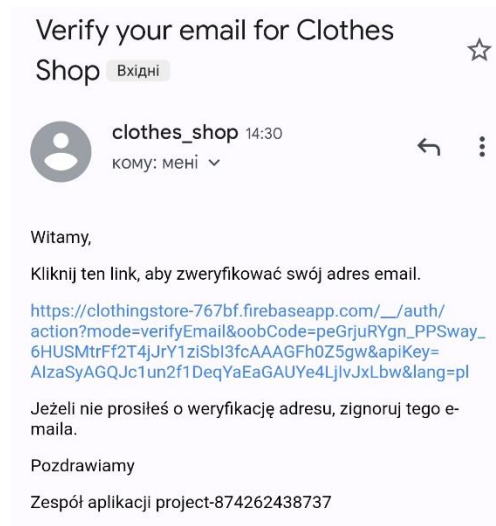 Verify your email for Clothes
Shop Вхідні
clothes_shop 14:30
кому: мені
Witamy,
Kliknij ten link, aby zweryfikować swój adres email.
https://clothingstore-767bf.firebaseapp.com/__/auth/
action?mode=verifyEmail&oobCode=peGrjuRYgn_PPSway_
6HUSMtrFf2T4jJrY1ziSbI3fcAAAGFh0Z5gw&apiKey=
AIzaSyAGQJc1un2f1DeqYaEaGAUYe4LjIvJxLbw&lang=pl
Jeżeli nie prosiłeś o weryfikację adresu, zignoruj tego e-
maila.
Pozdrawiamy
Zespół aplikacji project-874262438737